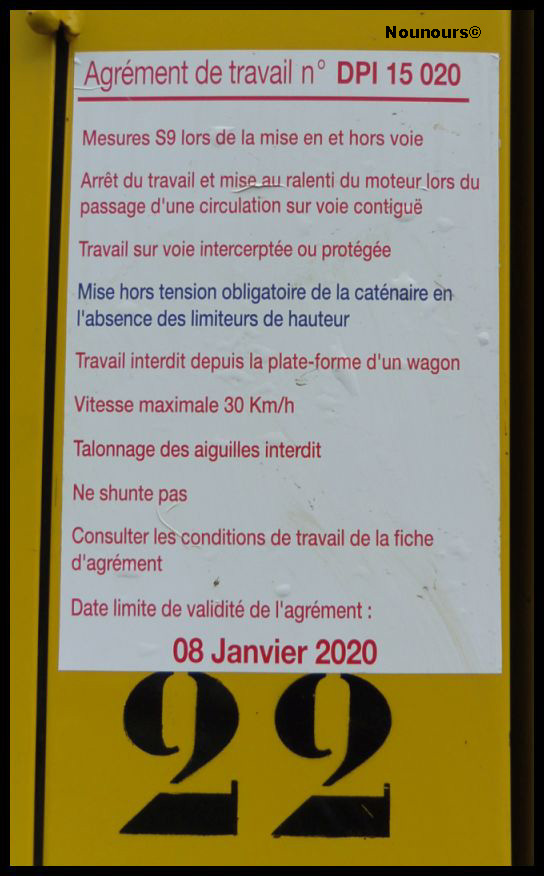 Nounours©
Agrément de travail n° DPI 15 020
Mesures S9 lors de la mise en et hors voie
Arrêt du travail et mise au ralenti du moteur lors du
passage d'une circulation sur voie contiguë
Travail sur voie intercerptée ou protégée
Mise hors tension obligatoire de la caténaire en
l'absence des limiteurs de hauteur
Travail interdit depuis la plate-forme d'un wagon
Vitesse maximale 30 Km/h
Talonnage des aiguilles interdit
Ne shunte pas
Consulter les conditions de travail de la fiche
d'agrément
Date limite de validité de l'agrément :
08 Janvier 2020
22